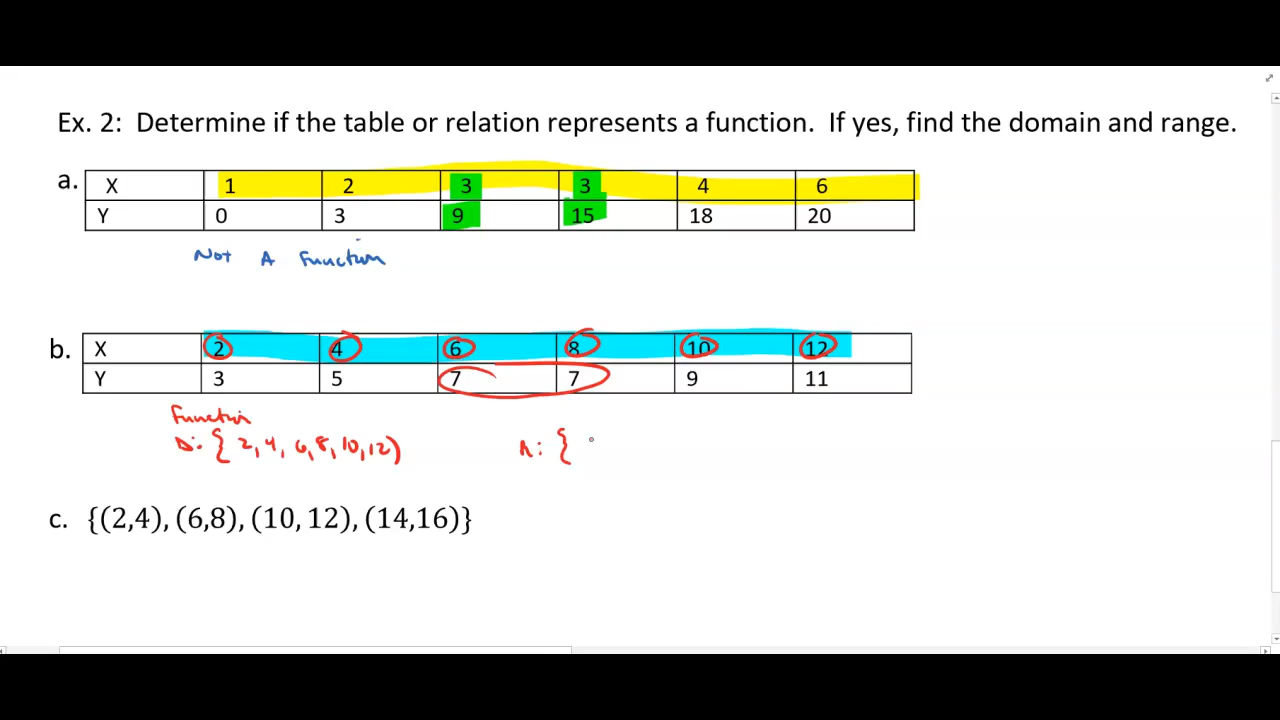 Ex. 2: Determine if the table or relation represents a function. If yes, find the domain and range.
a. X 1 2 3 3 4 6
Y 0 3 9 15 18 20
Not A Function
b. X 2 4 6 8 10 12
Y 3 5 7 7 9 11
Function
D: { 2, 4, 6, 8, 10, 12) R: {
c. {(2,4), (6,8), (10, 12), (14,16)}